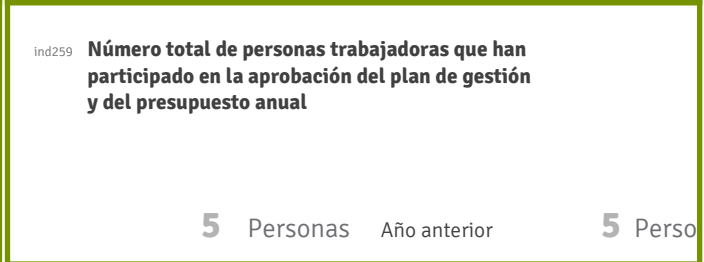 ind259 Número total de personas trabajadoras que han
participado en la aprobación del plan de gestión
y del presupuesto anual
5 Personas Año anterior 5 Perso